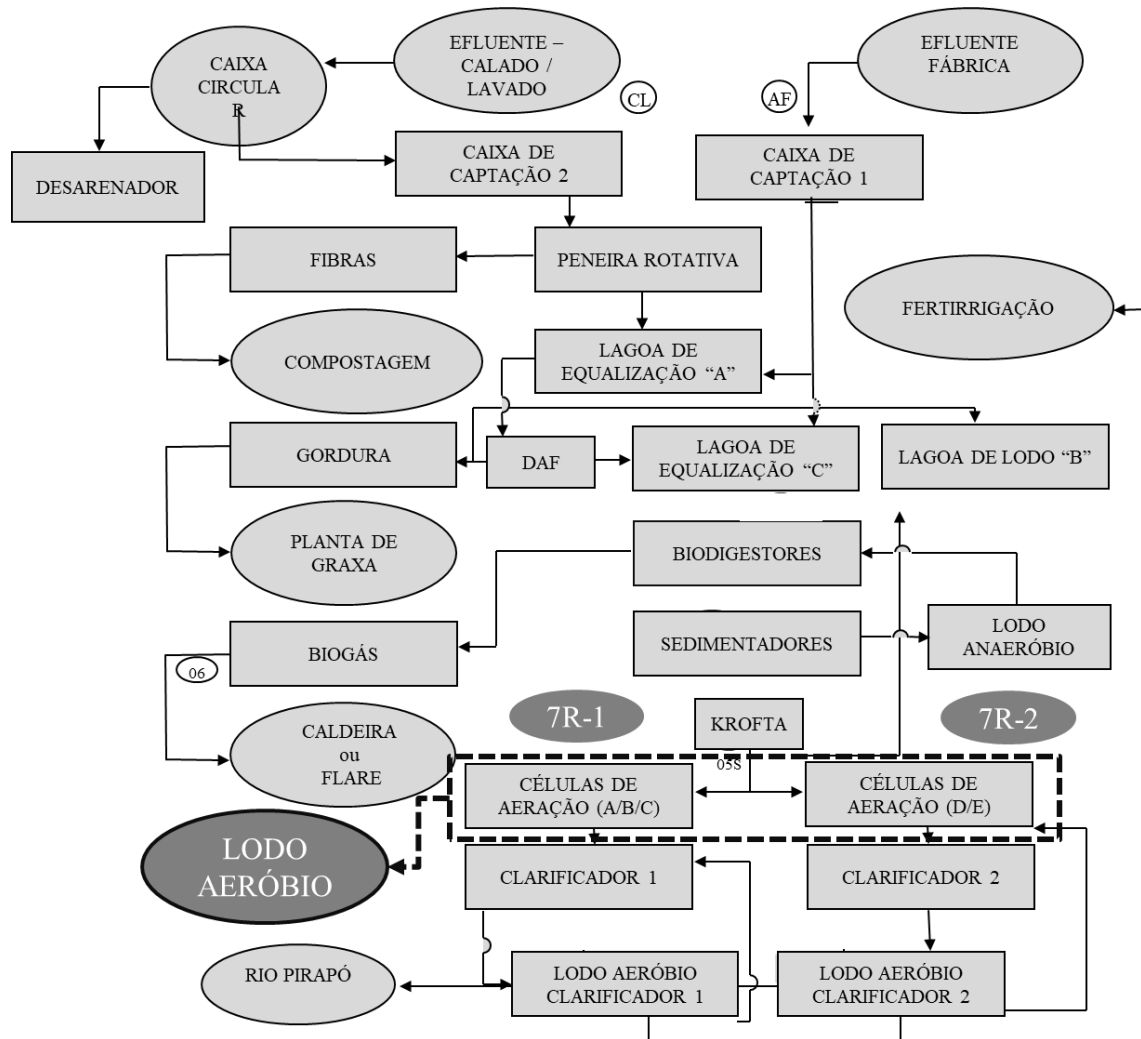 CAIXA
CIRCULA
R
EFLUENTE –
CALADO /
LAVADO
CL
AF
EFLUENTE
FÁBRICA
DESARENADOR
CAIXA DE
CAPTAÇÃO 2
CAIXA DE
CAPTAÇÃO 1
FIBRAS
PENEIRA ROTATIVA
FERTIRRIGAÇÃO
COMPOSTAGEM
LAGOA DE
EQUALIZAÇÃO “A”
GORDURA
DAF
LAGOA DE
EQUALIZAÇÃO “C”
LAGOA DE LODO “B”
PLANTA DE
GRAXA
BIODIGESTORES
BIOGÁS
SEDIMENTADORES
LODO
ANAERÓBIO
06
7R-1
KROFTA
7R-2
CALDEIRA
ou
FLARE
05S
CÉLULAS DE
AERAÇÃO (A/B/C)
CÉLULAS DE
AERAÇÃO (D/E)
LODO
AERÓBIO
CLARIFICADOR 1
CLARIFICADOR 2
RIO PIRAPÓ
LODO AERÓBIO
CLARIFICADOR 1
LODO AERÓBIO
CLARIFICADOR 2